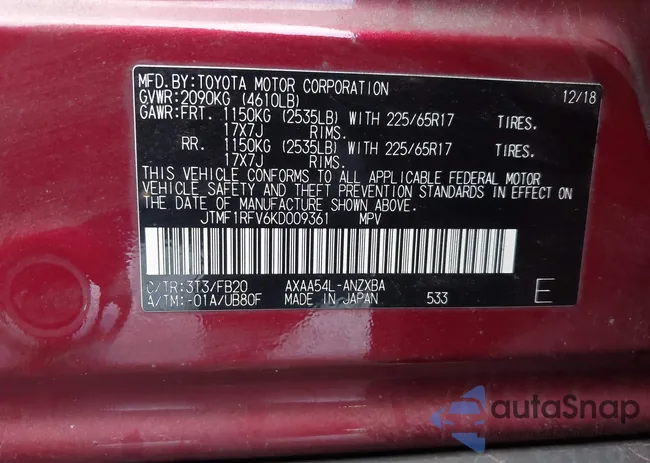 MFD.BY:TOYOTA MOTOR CORPORATION 12/18
GVWR:2090KG (4610LB)
GAWR:FRT. 1150KG (2535LB) WITH 225/65R17 TIRES.
17X7J RIMS.
RR. 1150KG (2535LB) WITH 225/65R17 TIRES.
17X7J RIMS.
THIS VEHICLE CONFORMS TO ALL APPLICABLE FEDERAL MOTOR
VEHICLE SAFETY AND THEFT PREVENTION STANDARDS IN EFFECT ON
THE DATE OF MANUFACTURE SHOWN ABOVE.
JTMF1RFV6KD009361 MPV
C/TR:3T3/FB20 AXAA54L-ANZXBA
A/TM:-01A/UB80F MADE IN JAPAN 533 E
autaSnap